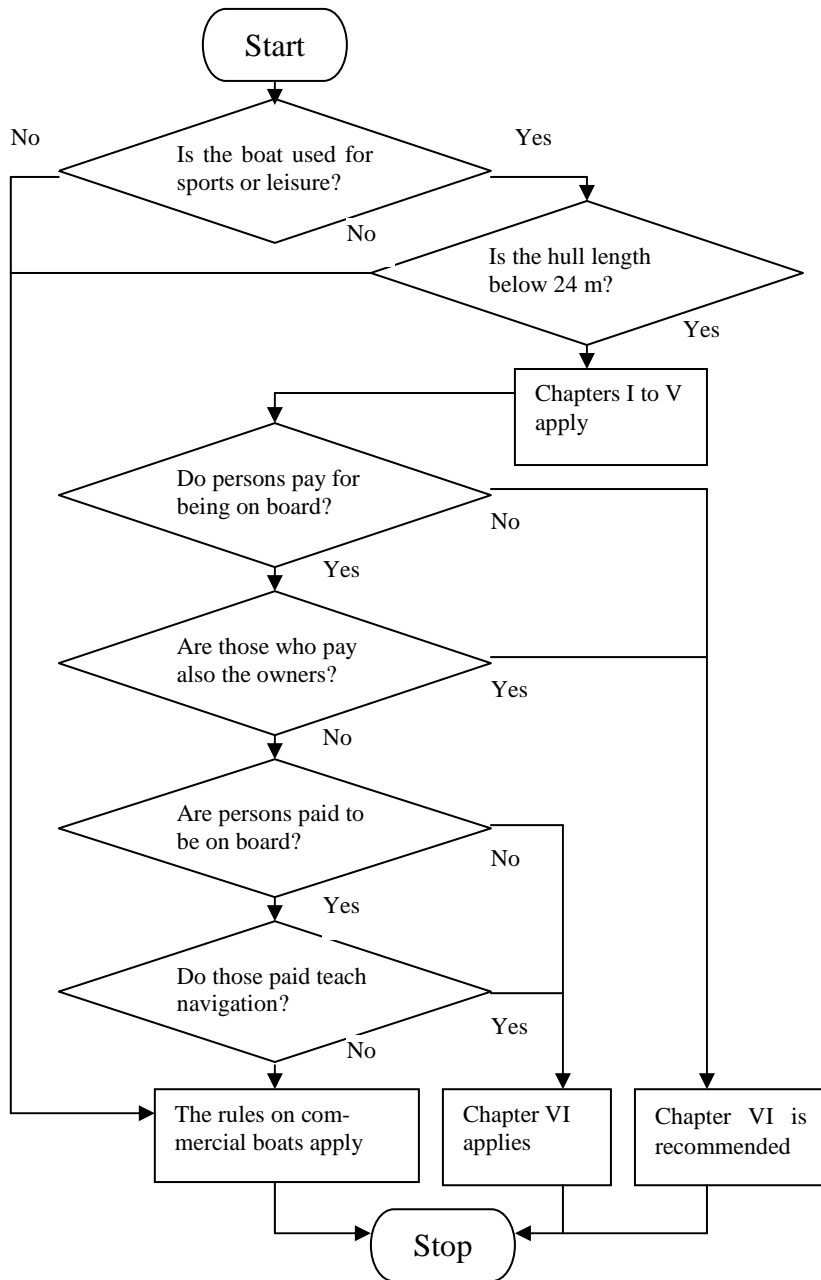 Start
No
Yes
Is the boat used for
sports or leisure?
No
Is the hull length
below 24 m?
Yes
Chapters I to V
apply
Do persons pay for
being on board?
No
Yes
Are those who pay
also the owners?
Yes
No
Are persons paid to
be on board?
No
Yes
Do those paid teach
navigation?
Yes
No
The rules on com-
mercial boats apply
Chapter VI
applies
Chapter VI is
recommended
Stop